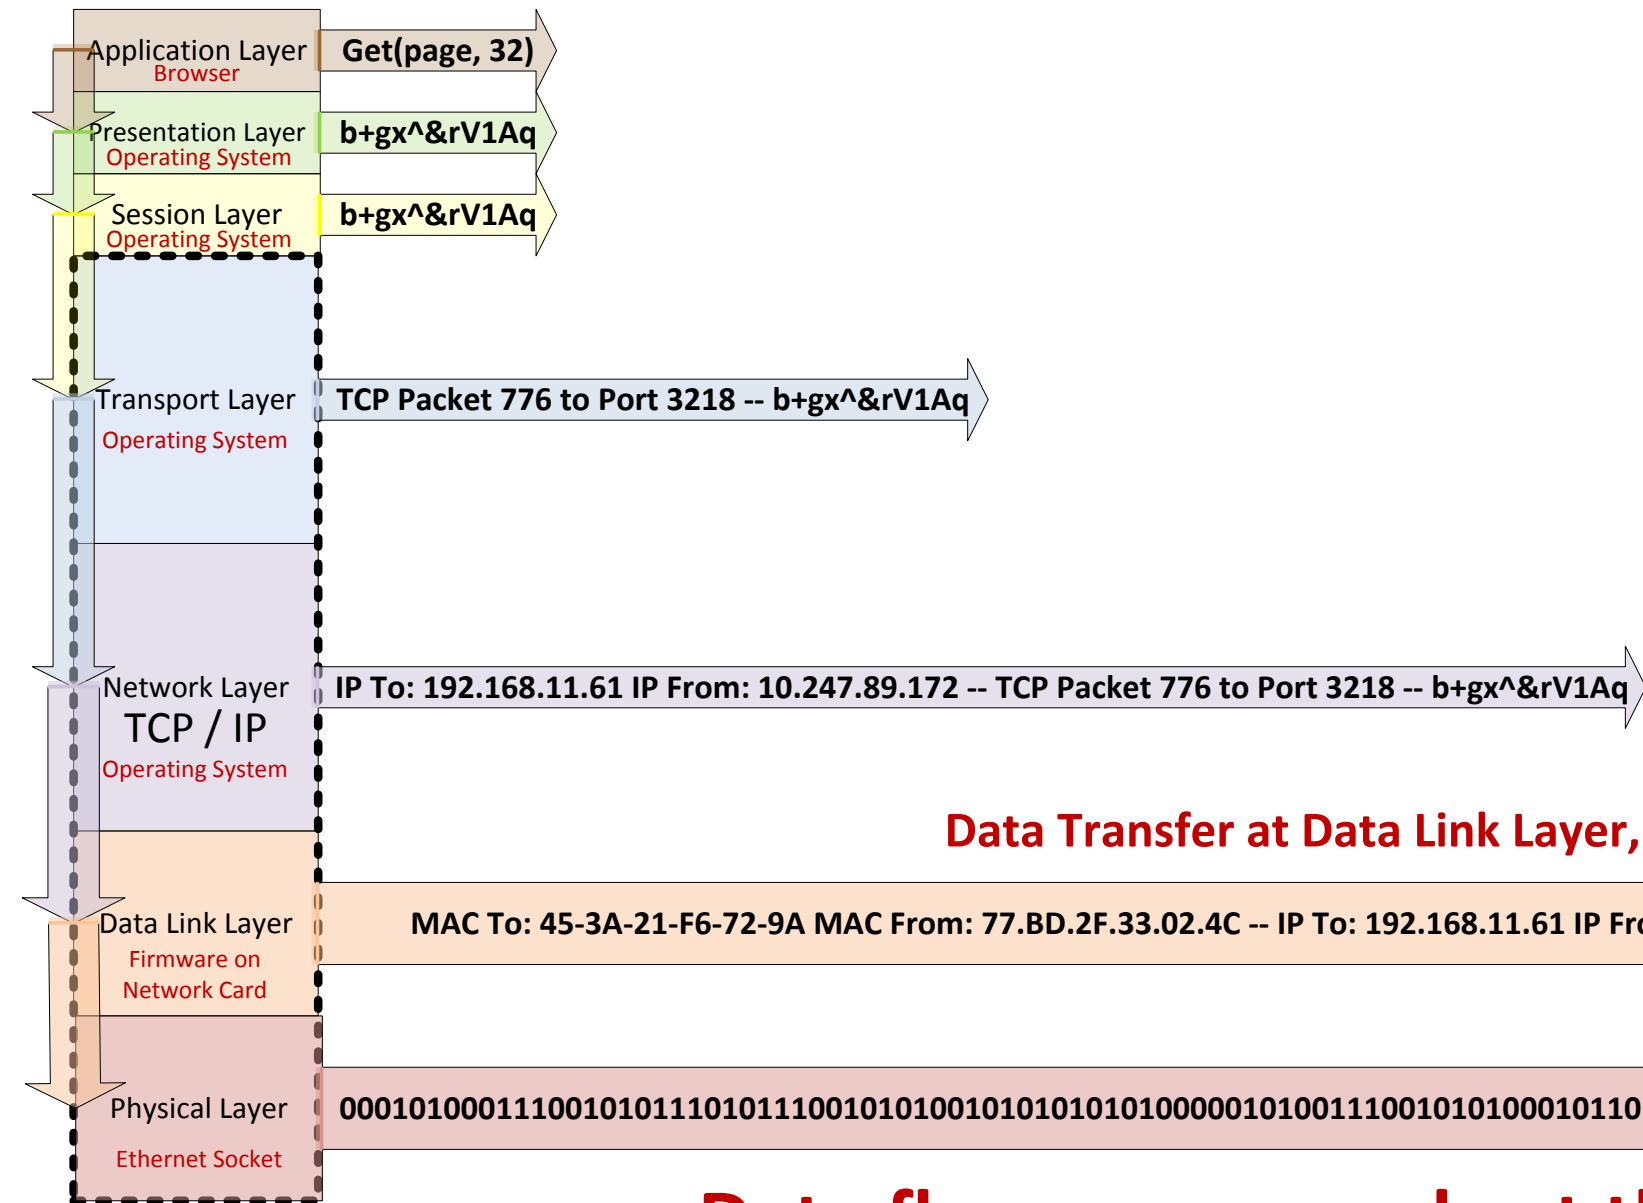 Application Layer
Browser
Get(page, 32)
Presentation Layer
Operating System
b+gx^&rV1Aq
Session Layer
Operating System
b+gx^&rV1Aq
Transport Layer
Operating System
TCP Packet 776 to Port 3218 -- b+gx^&rV1Aq
Network Layer
TCP / IP
Operating System
IP To: 192.168.11.61 IP From: 10.247.89.172 -- TCP Packet 776 to Port 3218 -- b+gx^&rV1Aq
Data Transfer at Data Link Layer,
Data Link Layer
Firmware on
Network Card
MAC To: 45-3A-21-F6-72-9A MAC From: 77.BD.2F.33.02.4C -- IP To: 192.168.11.61 IP
Physical Layer
Ethernet Socket
00010100011100101011101011100101010010101010101000001010011100101010001011​0